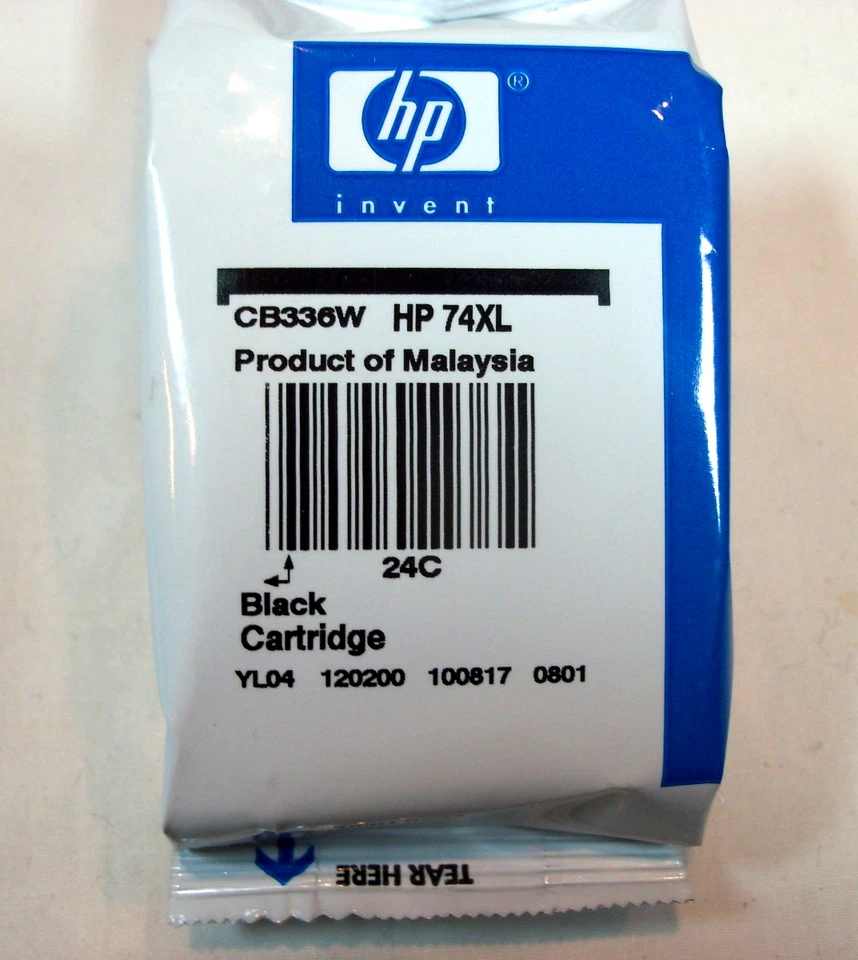 hp ®
invent
CB336W HP 74XL
Product of Malaysia
24C
Black
Cartridge
YL04 120200 100817 0801
TEAR HERE